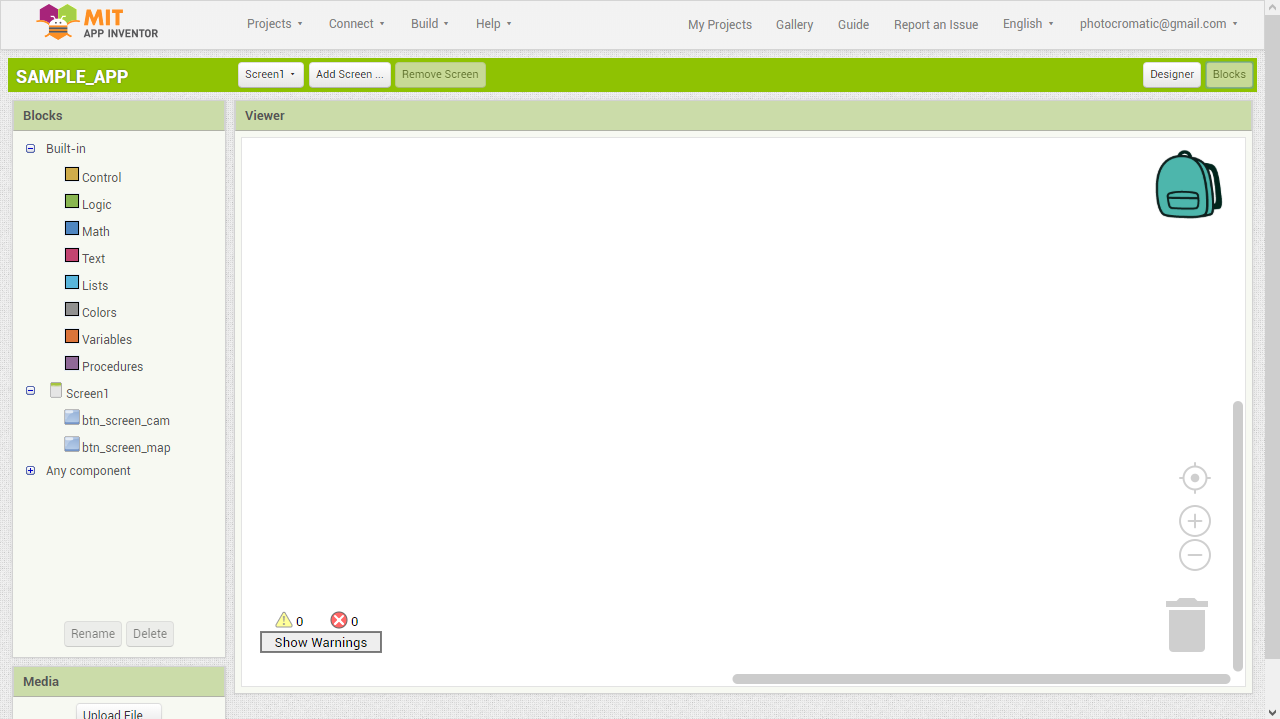 MIT
APP INVENTOR
Projects Connect Build Help My Projects Gallery Guide Report an Issue English photocromatic@gmail.com
SAMPLE_APP Screen1 Add Screen ... Remove Screen Designer Blocks
Blocks
Viewer
Built-in
Control
Logic
Math
Text
Lists
Colors
Variables
Procedures
Screen1
btn_screen_cam
btn_screen_map
Any component
0 0
Show Warnings
Rename Delete
Media
Upload File